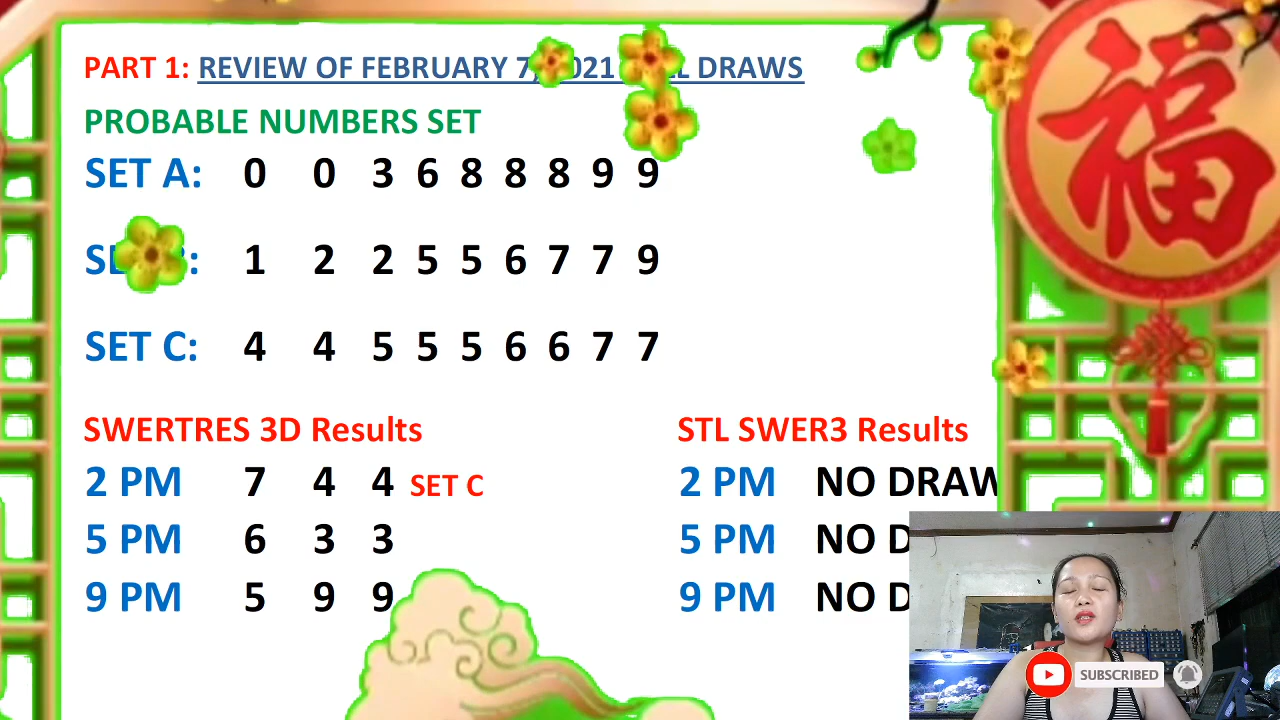 PART 1: REVIEW OF FEBRUARY 7, DRAWS
PROBABLE NUMBERS SET
SET A: 0 0 3 6 8 8 8 9 9
1 2 2 5 5 6 7 7 9
SET C: 4 4 5 5 5 6 6 7 7
SWERTRES 3D Results
2 PM 7 4 4 SET C
5 PM 6 3 3
9 PM 5 9 9
STL SWER3 Results
2 PM NO DRAW
5 PM NO
9 PM NO
福
SUBSCRIBED